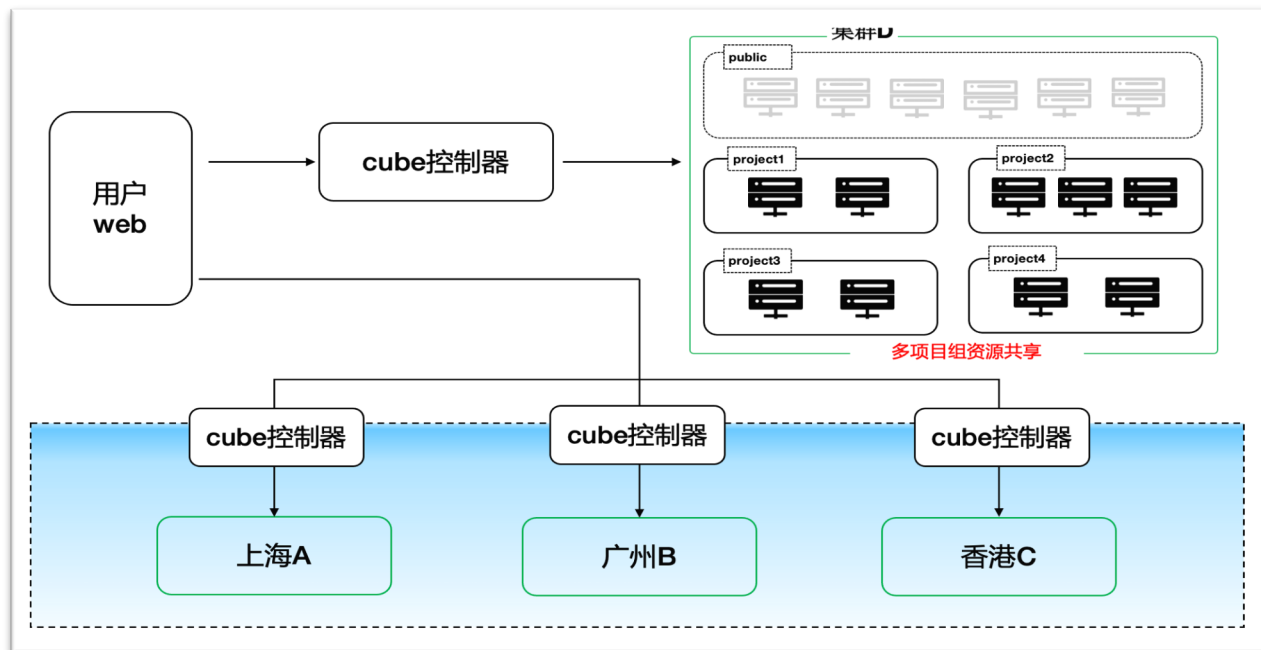 集群D
public
用户
web
cube控制器
project1
project2
project3
project4
多项目组资源共享
cube控制器
cube控制器
cube控制器
上海A
广州B
香港C